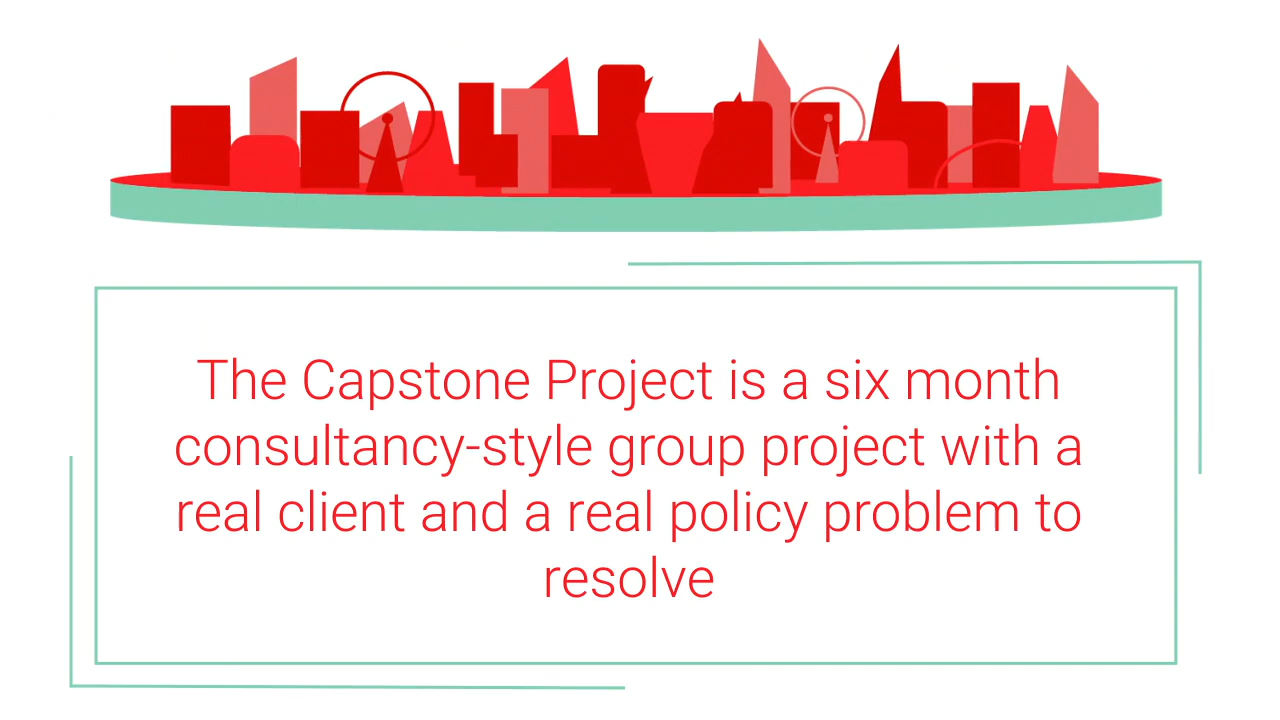 The Capstone Project is a six month
consultancy-style group project with a
real client and a real policy problem to
resolve